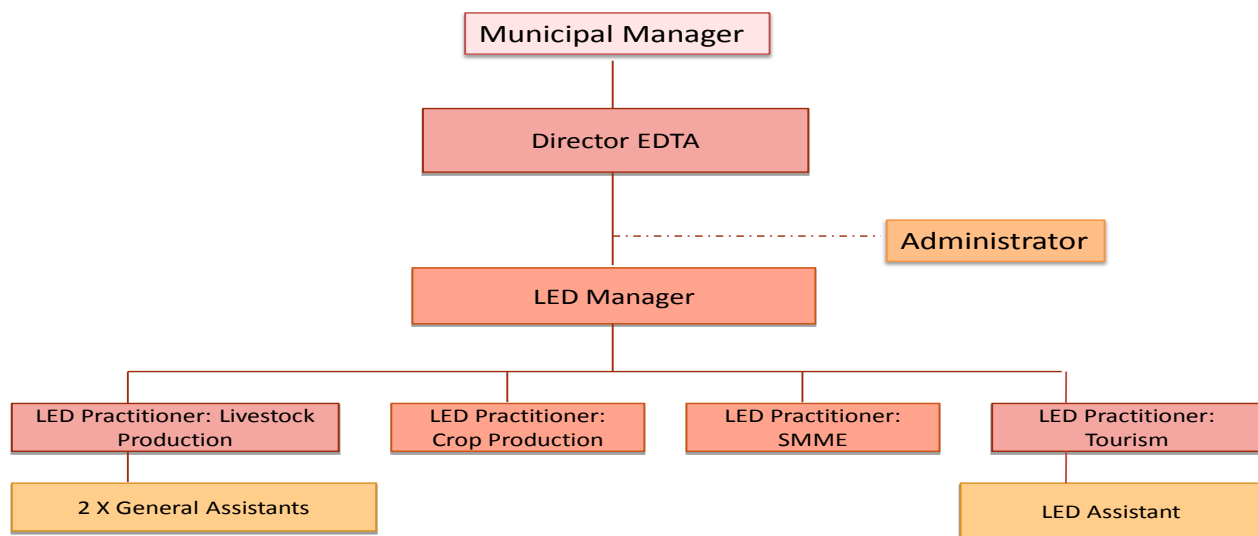 Municipal Manager
Director EDTA
Administrator
LED Manager
LED Practitioner: Livestock
Production
LED Practitioner:
Crop Production
LED Practitioner:
SMME
LED Practitioner:
Tourism
2 X General Assistants
LED Assistant